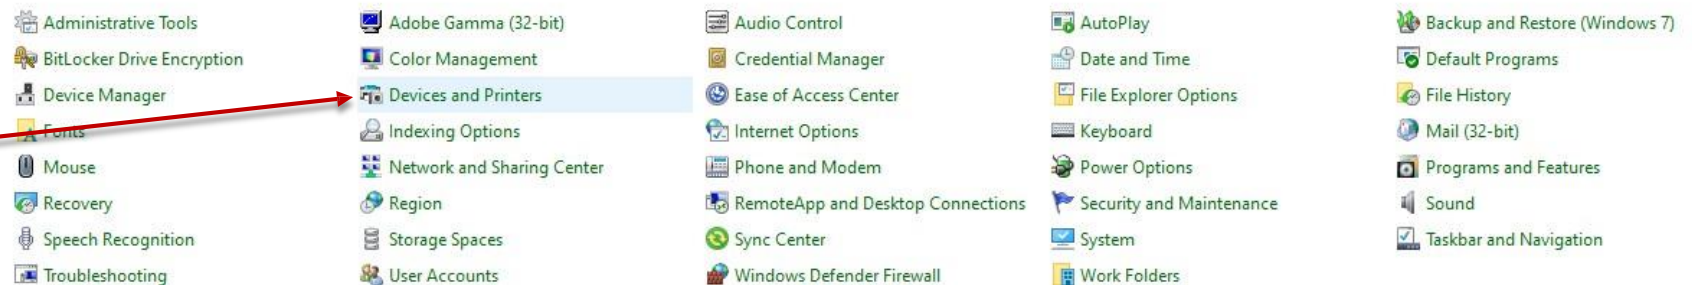 Administrative Tools Adobe Gamma (32-bit) Audio Control AutoPlay Backup and Restore (Windows 7)
BitLocker Drive Encryption Color Management Credential Manager Date and Time Default Programs
Device Manager Devices and Printers Ease of Access Center File Explorer Options File History
Fonts Indexing Options Internet Options Keyboard Mail (32-bit)
Mouse Network and Sharing Center Phone and Modem Power Options Programs and Features
Recovery Region RemoteApp and Desktop Connections Security and Maintenance Sound
Speech Recognition Storage Spaces Sync Center System Taskbar and Navigation
Troubleshooting User Accounts Windows Defender Firewall Work Folders